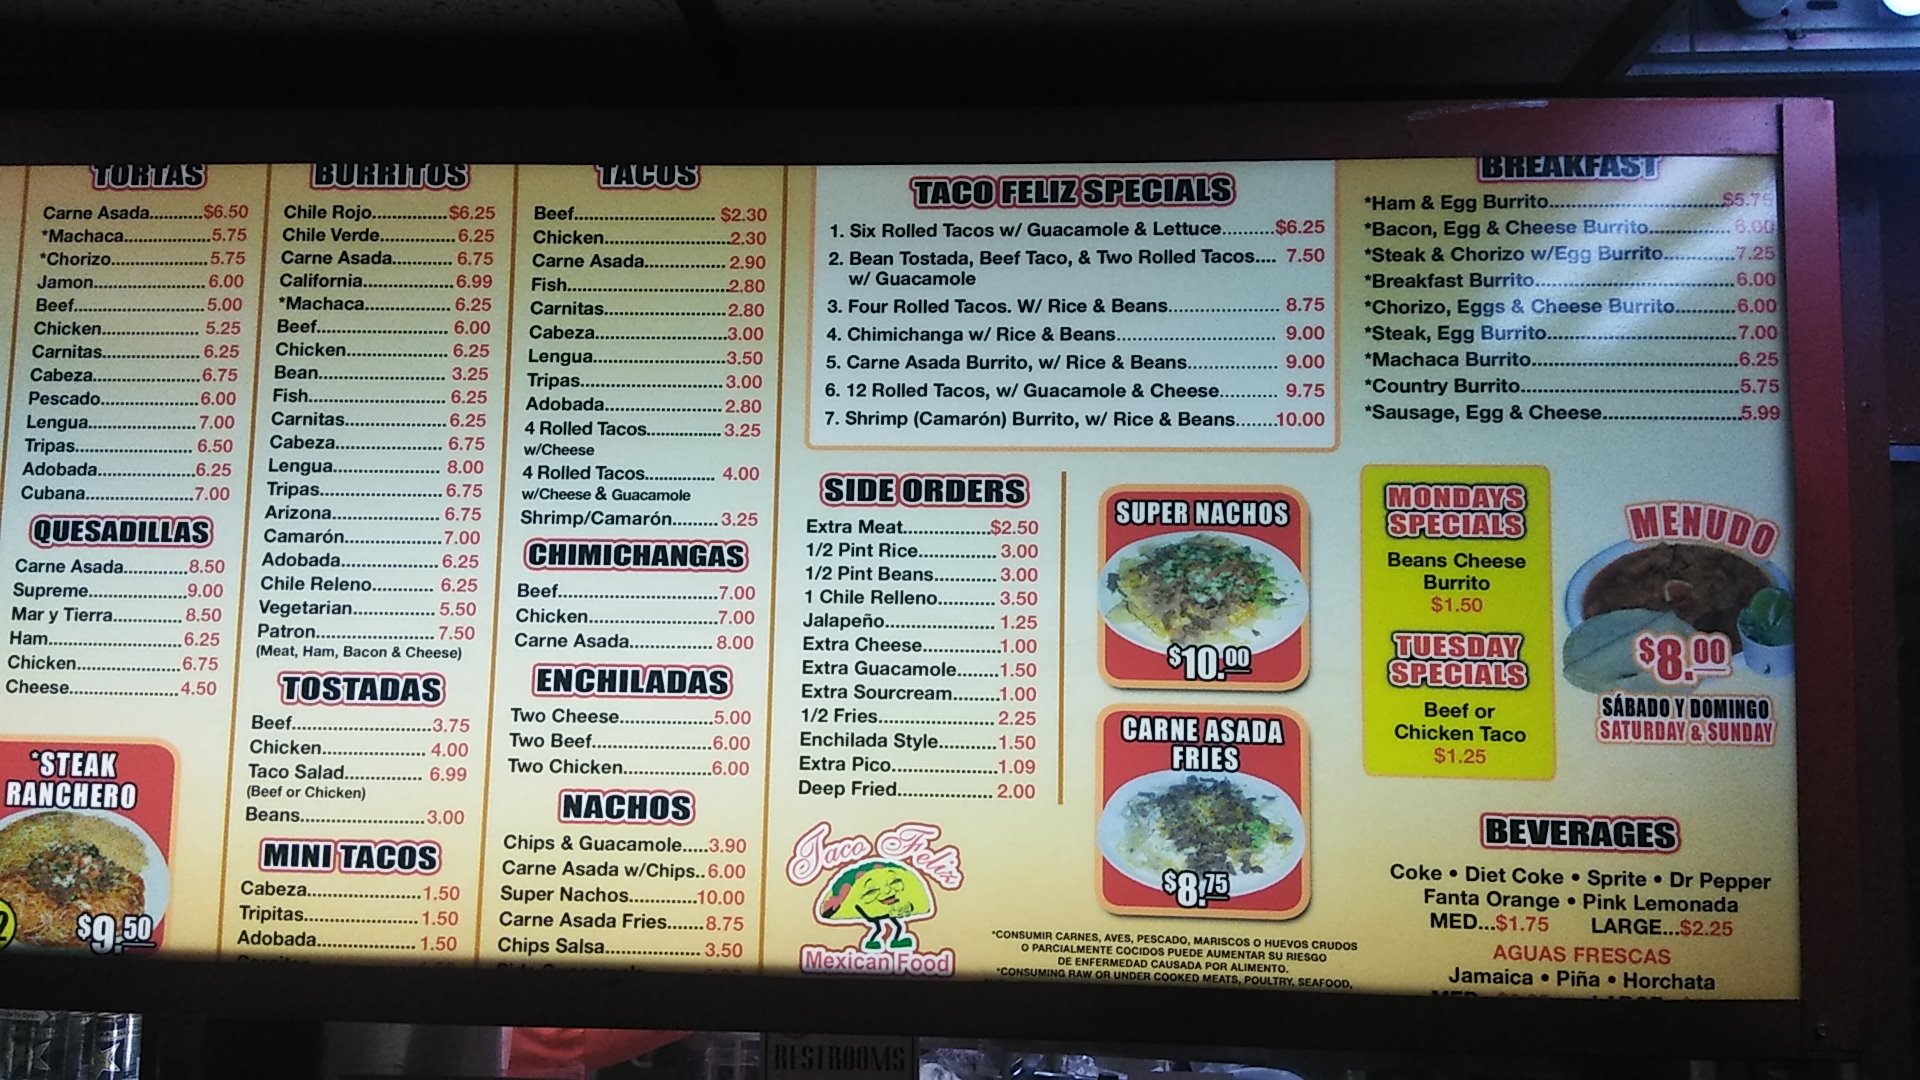 TORTAS
Carne Asada..........$6.50
*Machaca..................5.75
*Chorizo....................5.75
Jamon........................6.00
Beef...........................5.00
Chicken.................... 5.25
Carnitas.....................6.25
Cabeza......................6.75
Pescado....................6.00
Lengua...................... 7.00
Tripas........................ 6.50
Adobada...................6.25
Cubana.....................7.00
QUESADILLAS
Carne Asada............8.50
Supreme...................9.00
Mar y Tierra............. 8.50
Ham...........................6.25
Chicken.....................6.75
Cheese......................4.50
*STEAK
RANCHERO
$9.50
BURRITOS
Chile Rojo..............$6.25
Chile Verde.............. 6.25
Carne Asada............ 6.75
California..................6.99
*Machaca................ 6.25
Beef......................... 6.00
Chicken................... 6.25
Bean........................ 3.25
Fish......................... 6.25
Carnitas.................. 6.25
Cabeza.................... 6.75
Lengua.................... 8.00
Tripas...................... 6.75
Arizona.................... 6.75
Camarón..................7.00
Adobada................. 6.25
Chile Releno........... 6.25
Vegetarian............... 5.50
Patron...................... 7.50
(Meat, Ham, Bacon & Cheese)
TOSTADAS
Beef..........................3.75
Chicken................... 4.00
Taco Salad.............. 6.99
(Beef or Chicken)
Beans.......................3.00
MINI TACOS
Cabeza.....................1.50
Tripitas..................... 1.50
Adobada.................. 1.50
TACOS
Beef......................... $2.30
Chicken.....................2.30
Carne Asada.............. 2.90
Fish............................2.80
Carnitas......................2.80
Cabeza.......................3.00
Lengua.......................3.50
Tripas.........................3.00
Adobada.................... 2.80
4 Rolled Tacos............. 3.25
w/Cheese
4 Rolled Tacos............ 4.00
w/Cheese & Guacamole
Shrimp/Camarón........ 3.25
CHIMICHANGAS
Beef............................7.00
Chicken......................7.00
Carne Asada.............. 8.00
ENCHILADAS
Two Cheese................5.00
Two Beef....................6.00
Two Chicken...............6.00
NACHOS
Chips & Guacamole.....3.90
Carne Asada w/Chips..6.00
Super Nachos............10.00
Carne Asada Fries.......8.75
Chips Salsa................ 3.50
TACO FELIZ SPECIALS
1. Six Rolled Tacos w/ Guacamole & Lettuce.........$6.25
2. Bean Tostada, Beef Taco, & Two Rolled Tacos.... 7.50
w/ Guacamole
3. Four Rolled Tacos. W/ Rice & Beans................... 8.75
4. Chimichanga w/ Rice & Beans............................ 9.00
5. Carne Asada Burrito, w/ Rice & Beans............... 9.00
6. 12 Rolled Tacos, w/ Guacamole & Cheese.......... 9.75
7. Shrimp (Camarón) Burrito, w/ Rice & Beans.......10.00
SIDE ORDERS
Extra Meat................$2.50
1/2 Pint Rice.............. 3.00
1/2 Pint Beans........... 3.00
1 Chile Relleno.......... 3.50
Jalapeño................... 1.25
Extra Cheese..............1.00
Extra Guacamole.......1.50
Extra Sourcream........1.00
1/2 Fries.................... 2.25
Enchilada Style..........1.50
Extra Pico..................1.09
Deep Fried................ 2.00
Taco Feliz
Mexican Food
SUPER NACHOS
$10.00
CARNE ASADA
FRIES
$8.75
*CONSUMIR CARNES, AVES, PESCADO, MARISCOS O HUEVOS CRUDOS
O PARCIALMENTE COCIDOS PUEDE AUMENTAR SU RIESGO
DE ENFERMEDAD CAUSADA POR ALIMENTO.
*CONSUMING RAW OR UNDER COOKED MEATS, POULTRY, SEAFOOD,
BREAKFAST
*Ham & Egg Burrito...............................$5.75
*Bacon, Egg & Cheese Burrito.............. 6.00
*Steak & Chorizo w/Egg Burrito............7.25
*Breakfast Burrito..................................6.00
*Chorizo, Eggs & Cheese Burrito...........6.00
*Steak, Egg Burrito................................7.00
*Machaca Burrito...................................6.25
*Country Burrito.....................................5.75
*Sausage, Egg & Cheese.......................5.99
MONDAYS
SPECIALS
Beans Cheese
Burrito
$1.50
TUESDAY
SPECIALS
Beef or
Chicken Taco
$1.25
MENUDO
$8.00
SÁBADO Y DOMINGO
SATURDAY & SUNDAY
BEVERAGES
Coke • Diet Coke • Sprite • Dr Pepper
Fanta Orange • Pink Lemonada
MED...$1.75 LARGE...$2.25
AGUAS FRESCAS
Jamaica • Piña • Horchata
RESTROOMS